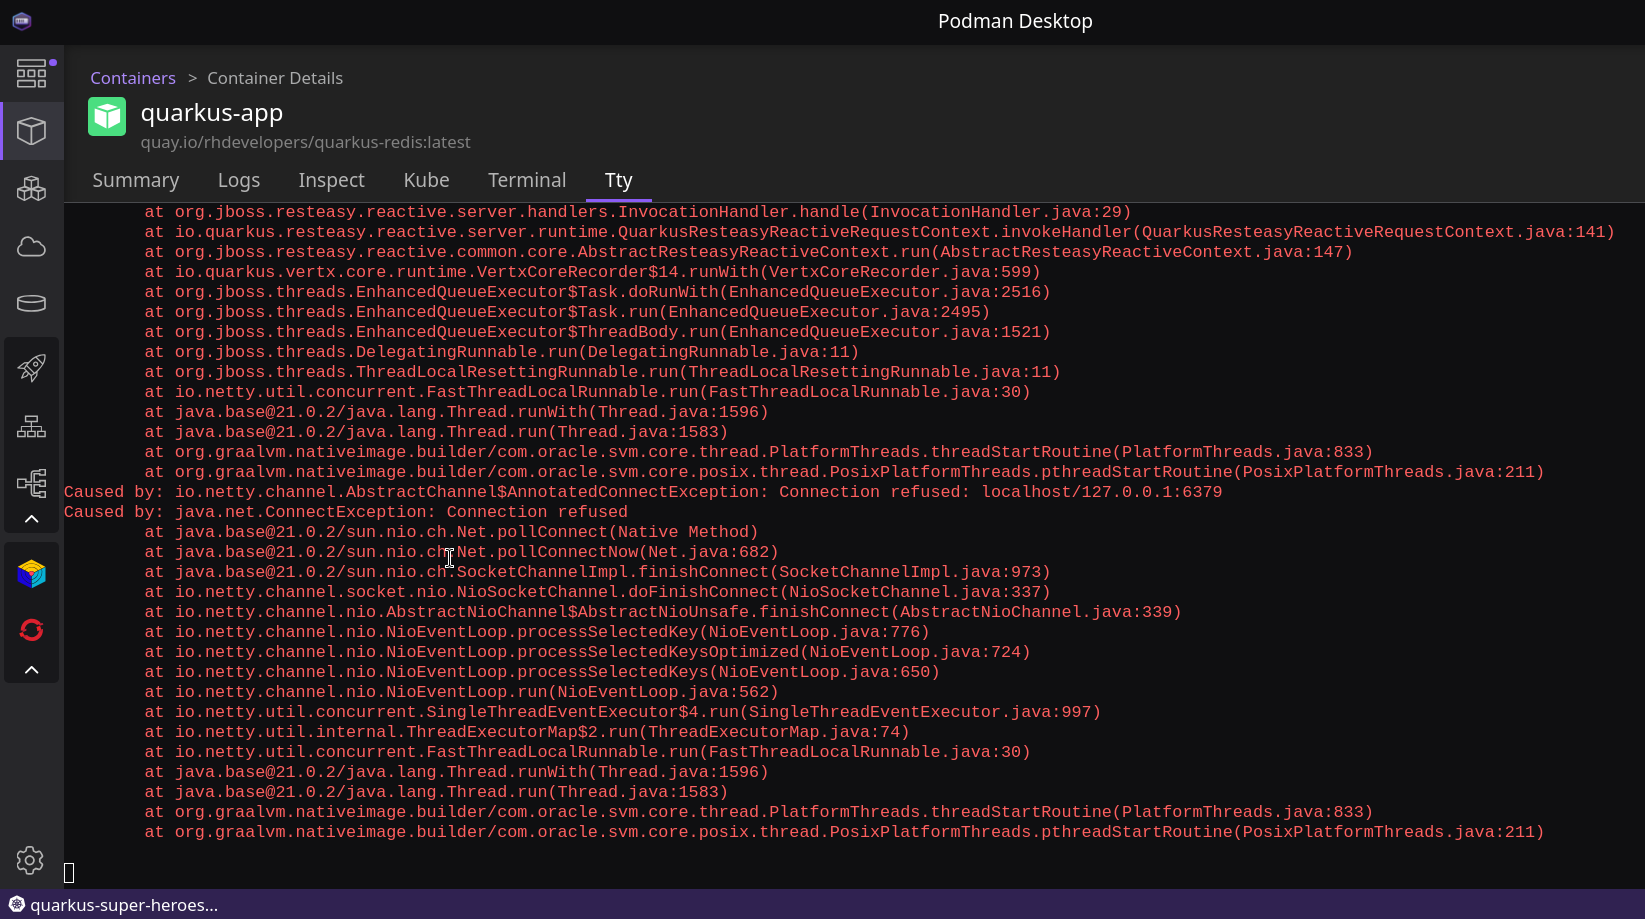 Podman Desktop
Containers > Container Details
quarkus-app
quay.io/rhdevelopers/quarkus-redis:latest
Summary Logs Inspect Kube Terminal Tty
at org.jboss.resteasy.reactive.server.handlers.InvocationHandler.handle(InvocationHandler.java:29)
at io.quarkus.resteasy.reactive.server.runtime.QuarkusResteasyReactiveRequestContext.invokeHandler(QuarkusResteasyReactiveRequestContext.java:141)
at org.jboss.resteasy.reactive.common.core.AbstractResteasyReactiveContext.run(AbstractResteasyReactiveContext.java:147)
at io.quarkus.vertx.core.runtime.VertxCoreRecorder$14.runWith(VertxCoreRecorder.java:599)
at org.jboss.threads.EnhancedQueueExecutor$Task.doRunWith(EnhancedQueueExecutor.java:2516)
at org.jboss.threads.EnhancedQueueExecutor$Task.run(EnhancedQueueExecutor.java:2495)
at org.jboss.threads.EnhancedQueueExecutor$ThreadBody.run(EnhancedQueueExecutor.java:1521)
at org.jboss.threads.DelegatingRunnable.run(DelegatingRunnable.java:11)
at org.jboss.threads.ThreadLocalResettingRunnable.run(ThreadLocalResettingRunnable.java:11)
at io.netty.util.concurrent.FastThreadLocalRunnable.run(FastThreadLocalRunnable.java:30)
at java.base@21.0.2/java.lang.Thread.runWith(Thread.java:1596)
at java.base@21.0.2/java.lang.Thread.run(Thread.java:1583)
at org.graalvm.nativeimage.builder/com.oracle.svm.core.thread.PlatformThreads.threadStartRoutine(PlatformThreads.java:833)
at org.graalvm.nativeimage.builder/com.oracle.svm.core.posix.thread.PosixPlatformThreads.pthreadStartRoutine(PosixPlatformThreads.java:211)
Caused by: io.netty.channel.AbstractChannel$AnnotatedConnectException: Connection refused: localhost/127.0.0.1:6379
Caused by: java.net.ConnectException: Connection refused
at java.base@21.0.2/sun.nio.ch.Net.pollConnect(Native Method)
at java.base@21.0.2/sun.nio.ch.Net.pollConnectNow(Net.java:682)
at java.base@21.0.2/sun.nio.ch.SocketChannelImpl.finishConnect(SocketChannelImpl.java:973)
at io.netty.channel.socket.nio.NioSocketChannel.doFinishConnect(NioSocketChannel.java:337)
at io.netty.channel.nio.AbstractNioChannel$AbstractNioUnsafe.finishConnect(AbstractNioChannel.java:339)
at io.netty.channel.nio.NioEventLoop.processSelectedKey(NioEventLoop.java:776)
at io.netty.channel.nio.NioEventLoop.processSelectedKeysOptimized(NioEventLoop.java:724)
at io.netty.channel.nio.NioEventLoop.processSelectedKeys(NioEventLoop.java:650)
at io.netty.channel.nio.NioEventLoop.run(NioEventLoop.java:562)
at io.netty.util.concurrent.SingleThreadEventExecutor$4.run(SingleThreadEventExecutor.java:997)
at io.netty.util.internal.ThreadExecutorMap$2.run(ThreadExecutorMap.java:74)
at io.netty.util.concurrent.FastThreadLocalRunnable.run(FastThreadLocalRunnable.java:30)
at java.base@21.0.2/java.lang.Thread.runWith(Thread.java:1596)
at java.base@21.0.2/java.lang.Thread.run(Thread.java:1583)
at org.graalvm.nativeimage.builder/com.oracle.svm.core.thread.PlatformThreads.threadStartRoutine(PlatformThreads.java:833)
at org.graalvm.nativeimage.builder/com.oracle.svm.core.posix.thread.PosixPlatformThreads.pthreadStartRoutine(PosixPlatformThreads.java:211)
quarkus-super-heroes...